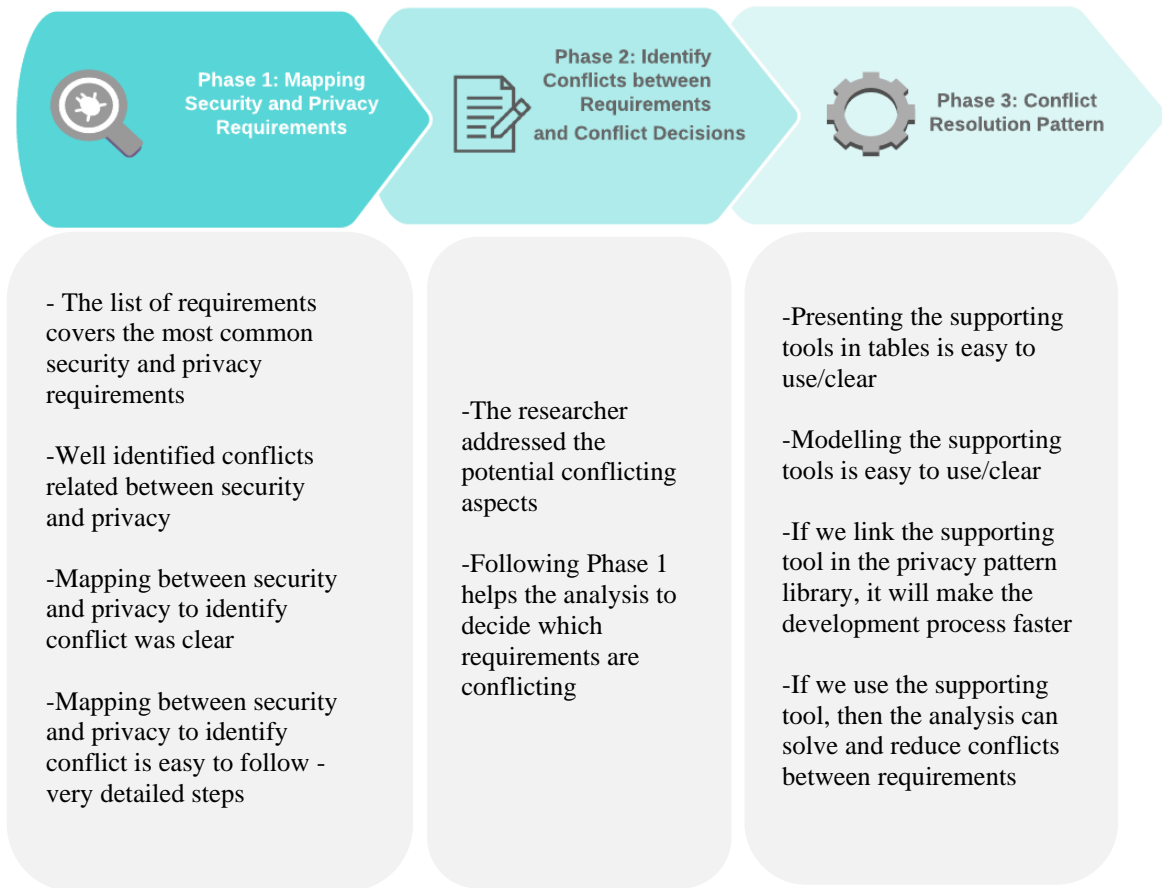 Phase 1: Mapping
Security and Privacy
Requirements
Phase 2: Identify
Conflicts between
Requirements
and Conflict Decisions
Phase 3: Conflict
Resolution Pattern
- The list of requirements
covers the most common
security and privacy
requirements
-Well identified conflicts
related between security
and privacy
-Mapping between security
and privacy to identify
conflict was clear
-Mapping between security
and privacy to identify
conflict is easy to follow -
very detailed steps
-The researcher
addressed the
potential conflicting
aspects
-Following Phase 1
helps the analysis to
decide which
requirements are
conflicting
-Presenting the supporting
tools in tables is easy to
use/clear
-Modelling the supporting
tools is easy to use/clear
-If we link the supporting
tool in the privacy pattern
library, it will make the
development process faster
-If we use the supporting
tool, then the analysis can
solve and reduce conflicts
between requirements